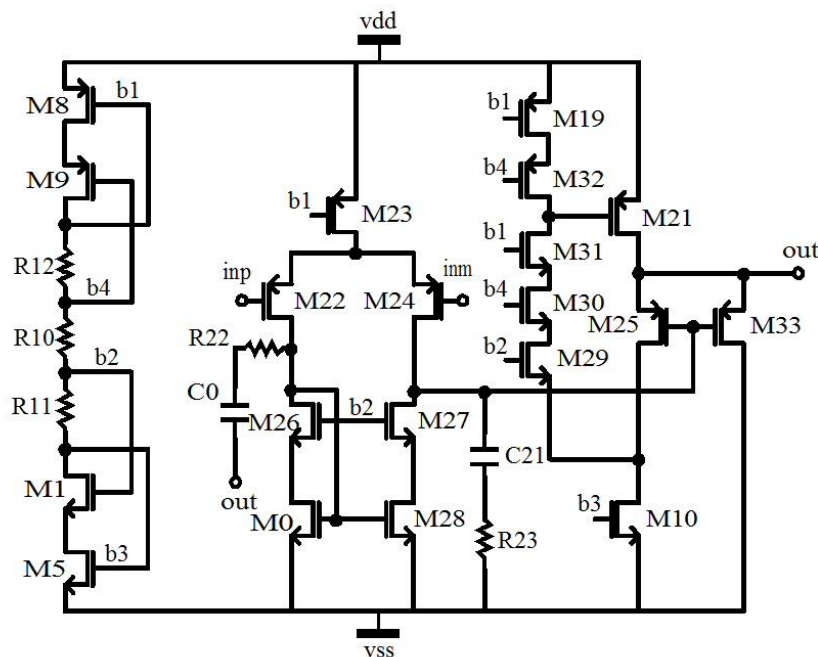 vdd
M8
b1
M9
R12
b4
R10
b2
R11
M1
b3
M5
b1
M23
inp
inm
M22
M24
R22
C0
out
M26
b2
M27
M0
M28
C21
R23
b1
M19
b4
M32
M21
b1
M31
b4
M30
b2
M29
out
M25
M33
b3
M10
vss